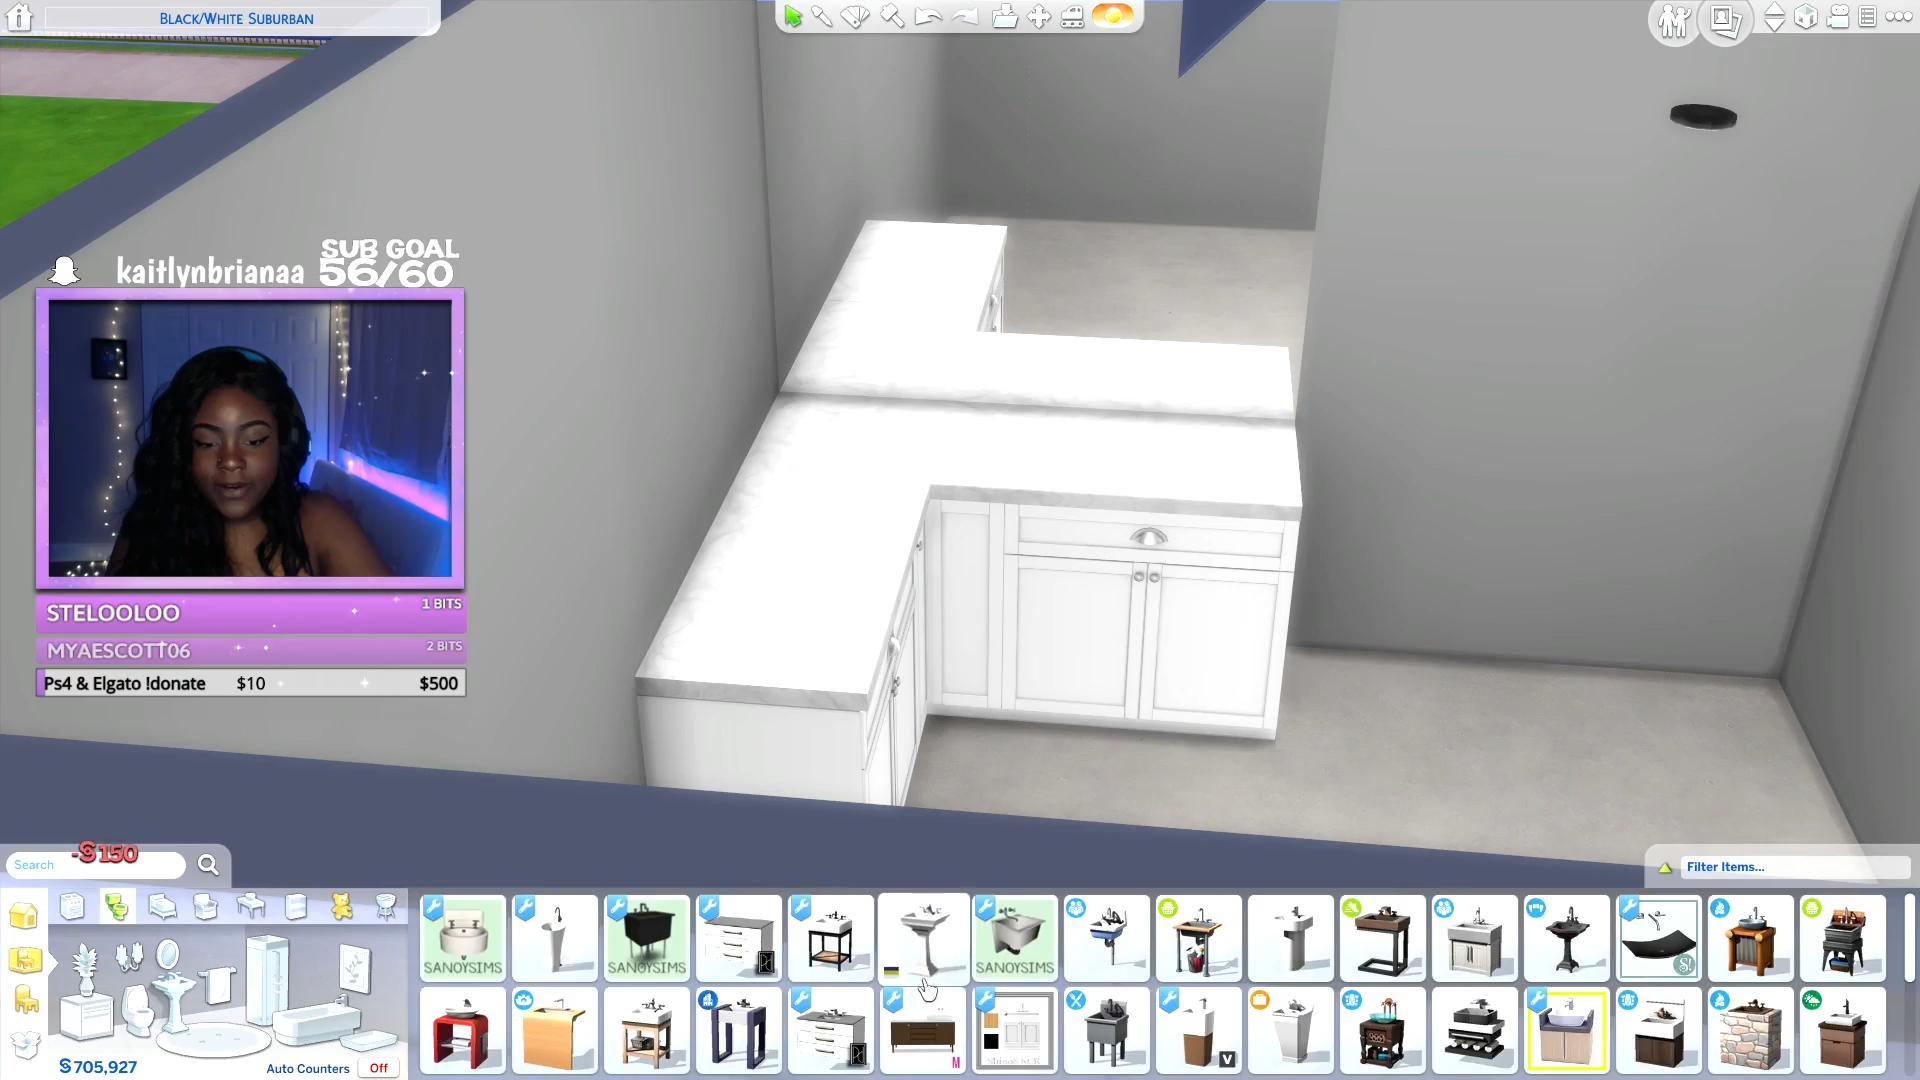 BLACK/WHITE SUBURBAN
kaitlynbrianaa
SUB GOAL
56/60
STELOOLOO
1 BITS
MYAESCOTT06
2 BITS
Ps4 & Elgato !donate
$10
$500
-§150
Search
Filter Items...
SANOYSIMS
SANOYSIMS
SANOYSIMS
S!
M
V
§705,927
Auto Counters
Off